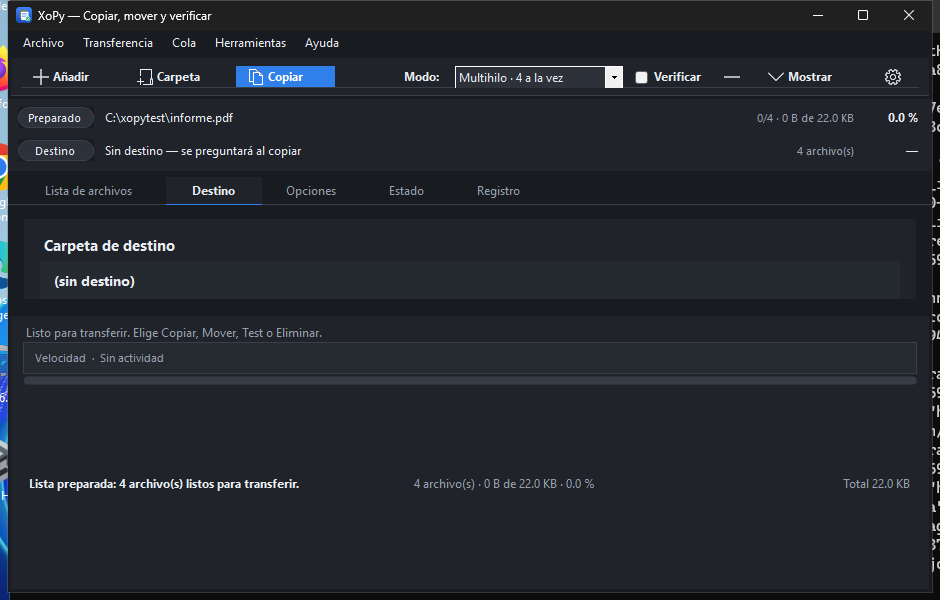 XoPy — Copiar, mover y verificar
Archivo Transferencia Cola Herramientas Ayuda
Añadir Carpeta Copiar Modo: Multihilo · 4 a la vez Verificar — Mostrar
Preparado C:\xopytest\informe.pdf 0/4 · 0 B de 22.0 KB 0.0 %
Destino Sin destino — se preguntará al copiar 4 archivo(s) —
Lista de archivos Destino Opciones Estado Registro
Carpeta de destino
(sin destino)
Listo para transferir. Elige Copiar, Mover, Test o Eliminar.
Velocidad · Sin actividad
Lista preparada: 4 archivo(s) listos para transferir. 4 archivo(s) · 0 B de 22.0 KB · 0.0 % Total 22.0 KB